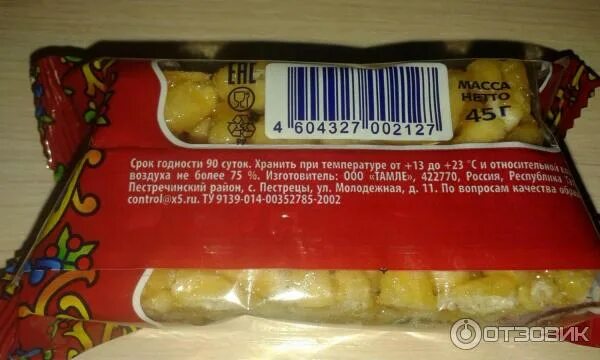 EAC
МАССА
НЕТТО
45 Г
4 604327 002127
PP
Срок годности 90 суток. Хранить при температуре от +13 до +23 °С и относительной
воздуха не более 75 %. Изготовитель: ООО "ТАМЛЕ", 422770, Россия, Республика
Пестречинский район, с. Пестрецы, ул. Молодежная, д. 11. По вопросам качества
control@x5.ru. ТУ 9139-014-00352785-2002
ОТЗОВИК